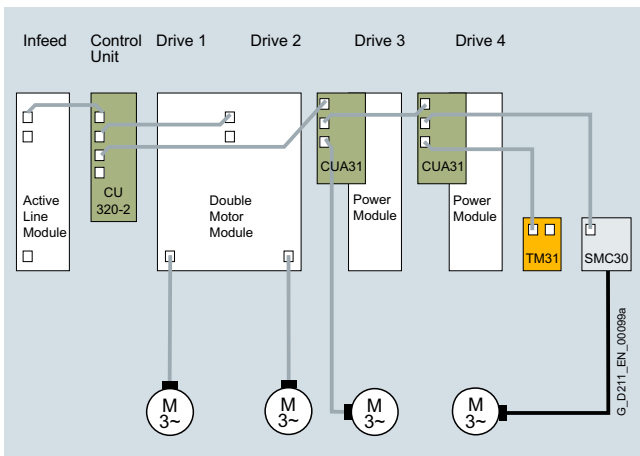 Infeed
Control
Unit
Drive 1
Drive 2
Drive 3
Drive 4
Active
Line
Module
CU
320-2
Double
Motor
Module
CUA31
Power
Module
CUA31
Power
Module
TM31
SMC30
M
3~
M
3~
M
3~
M
3~
G_D211_EN_00099a